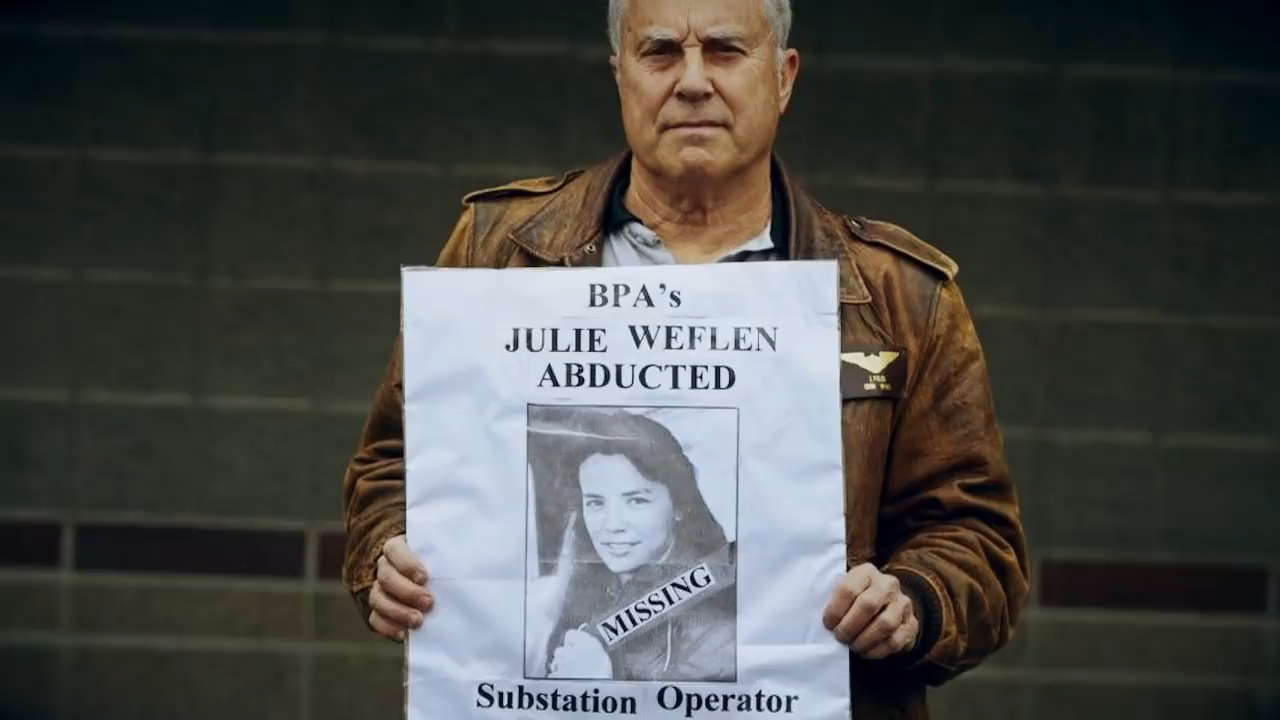 BPA's
JULIE WEFLEN
ABDUCTED
MISSING
Substation Operator